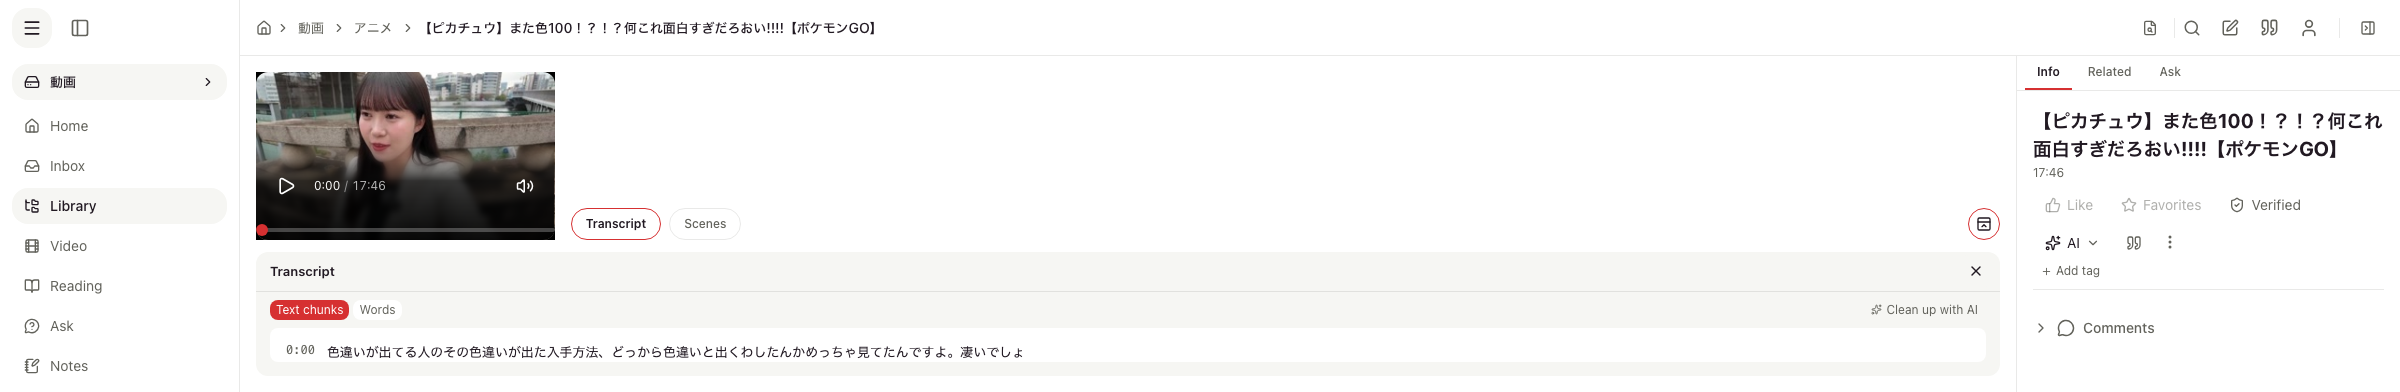 動画
Home
Inbox
Library
Video
Reading
Ask
Notes
動画 アニメ 【ピカチュウ】また色100！？！？何これ面白すぎだろおい!!!!【ポケモンGO】
0:00 / 17:46
Transcript Scenes
Transcript
Text chunks Words
Clean up with AI
0:00 色違いが出てる人のその色違いが出た入手方法、どっから色違いと出くわしたんかめっちゃ見てたんですよ。凄いでしょ
Info Related Ask
【ピカチュウ】また色100！？！？何これ
面白すぎだろおい!!!!【ポケモンGO】
17:46
Like Favorites Verified
AI
+ Add tag
Comments